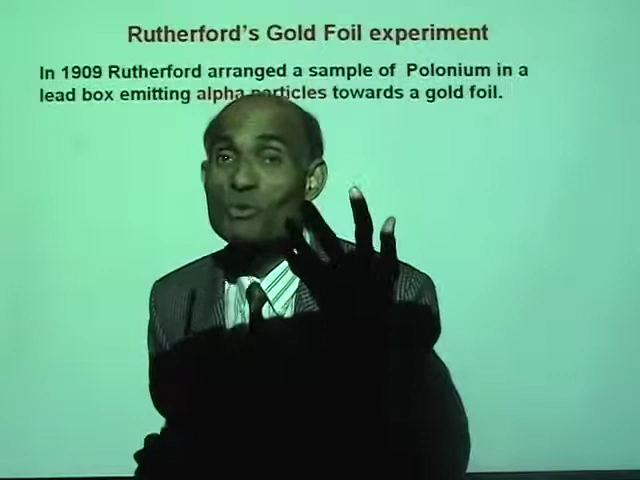 Rutherford's Gold Foil experiment
In 1909 Rutherford arranged a sample of Polonium in a
lead box emitting alpha particles towards a gold foil.